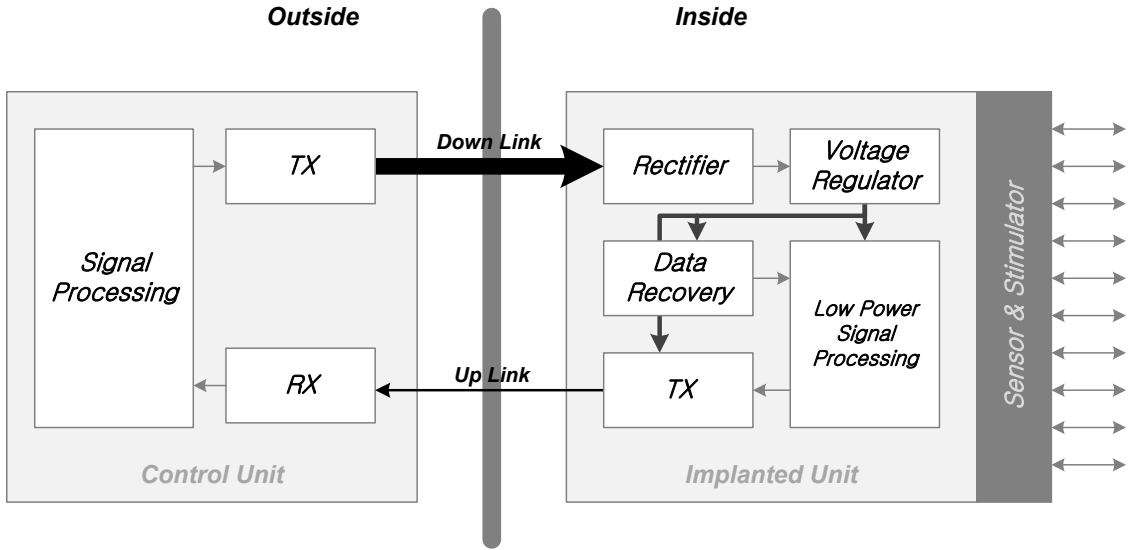 Outside
Inside
Signal
Processing
TX
RX
Control Unit
Down Link
Up Link
Rectifier
Voltage
Regulator
Data
Recovery
Low Power
Signal
Processing
TX
Implanted Unit
Sensor & Stimulator